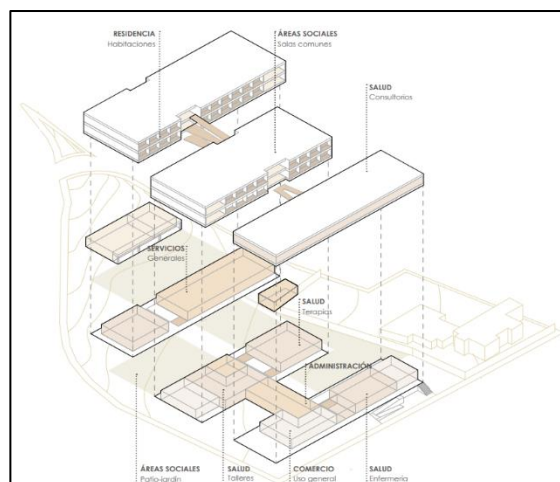 RESIDENCIA
Habitaciones
ÁREAS SOCIALES
Salas comunes
SALUD
Consultorios
SERVICIOS
Generales
SALUD
Terapias
ADMINISTRACIÓN
ÁREAS SOCIALES
Patio-jardín
SALUD
Talleres
COMERCIO
Uso general
SALUD
Enfermería